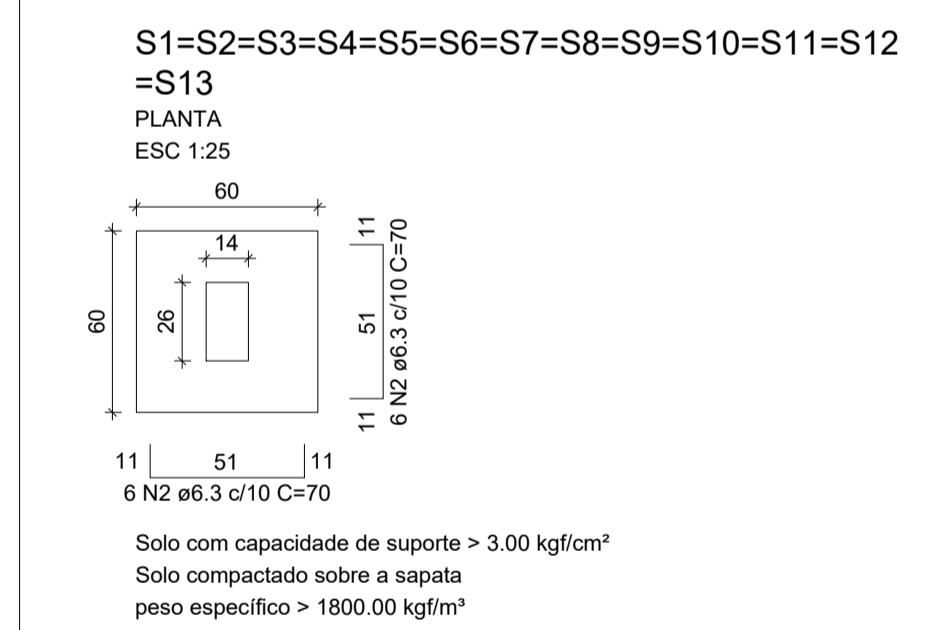 S1=S2=S3=S4=S5=S6=S7=S8=S9=S10=S11=S12
=S13
PLANTA
ESC 1:25
60
14
60
26
11
51
11
6 N2 ø6.3 c/10 C=70
11
51
11
6 N2 ø6.3 c/10 C=70
Solo com capacidade de suporte > 3.00 kgf/cm²
Solo compactado sobre a sapata
peso específico > 1800.00 kgf/m³